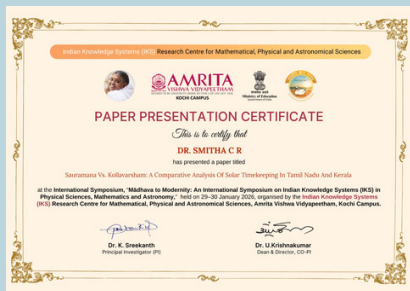 Indian Knowledge Systems (IKS) Research Centre for Mathematical, Physical and Astronomical Sciences
AMRITA
VISHWA VIDYAPEETHAM
KOCHI CAMPUS
Ministry of Education
PAPER PRESENTATION CERTIFICATE
This is to certify that
DR. SMITHA C R
has presented a paper titled
Sauramana Vs. Kollavarsham: A Comparative Analysis Of Solar Timekeeping In Tamil Nadu And Kerala
at the International Symposium, "Mādhava to Modernity: An International Symposium on Indian Knowledge Systems (IKS) in
Physical Sciences, Mathematics and Astronomy," held on 29–30 January 2026, organised by the Indian Knowledge Systems
(IKS) Research Centre for Mathematical, Physical and Astronomical Sciences, Amrita Vishwa Vidyapeetham, Kochi Campus.
Dr. K. Sreekanth
Principal Investigator (PI)
Dr. U.Krishnakumar
Dean & Director, CO-PI